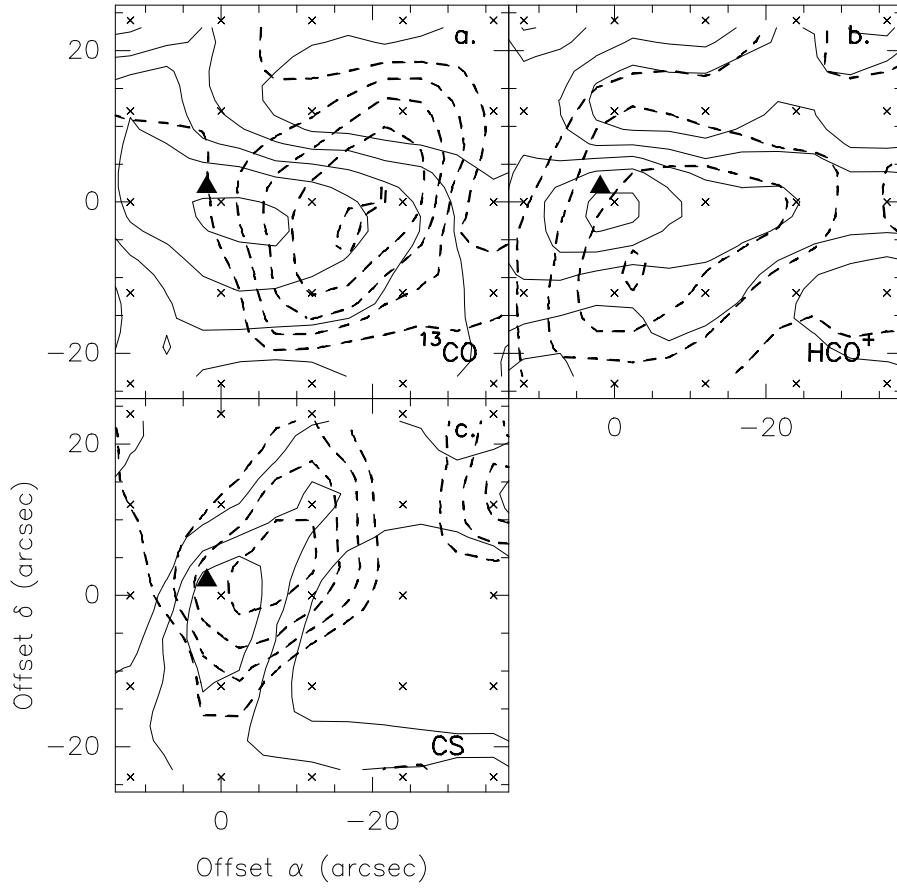 a.
b.
20
0
−20
¹³CO
HCO⁺
0
−20
c.
20
0
−20
CS
0
−20
Offset δ (arcsec)
Offset α (arcsec)